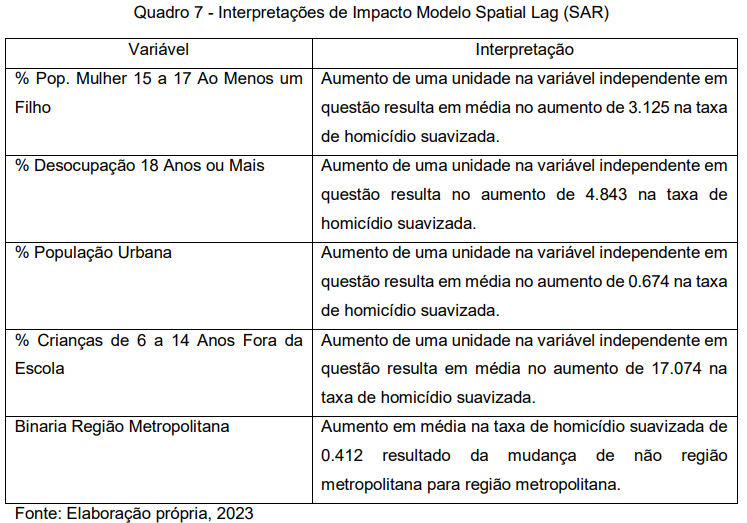 Quadro 7 - Interpretações de Impacto Modelo Spatial Lag (SAR)
Variável
Interpretação
% Pop. Mulher 15 a 17 Ao Menos um
Filho
Aumento de uma unidade na variável independente em
questão resulta em média no aumento de 3.125 na taxa
de homicídio suavizada.
% Desocupação 18 Anos ou Mais
Aumento de uma unidade na variável independente em
questão resulta no aumento de 4.843 na taxa de
homicídio suavizada.
% População Urbana
Aumento de uma unidade na variável independente em
questão resulta em média no aumento de 0.674 na taxa
de homicídio suavizada.
% Crianças de 6 a 14 Anos Fora da
Escola
Aumento de uma unidade na variável independente em
questão resulta em média no aumento de 17.074 na
taxa de homicídio suavizada.
Binaria Região Metropolitana
Aumento em média na taxa de homicídio suavizada de
0.412 resultado da mudança de não região
metropolitana para região metropolitana.
Fonte: Elaboração própria, 2023